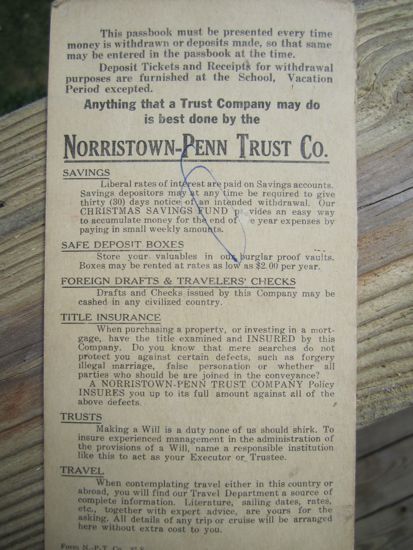 This passbook must be presented every time
money is withdrawn or deposits made, so that same
may be entered in the passbook at the time.
Deposit Tickets and Receipts for withdrawal
purposes are furnished at the School, Vacation
Period excepted.
Anything that a Trust Company may do
is best done by the
NORRISTOWN-PENN TRUST CO.
SAVINGS
Liberal rates of interest are paid on Savings accounts.
Savings depositors may at any time be required to give
thirty (30) days notice of an intended withdrawal. Our
CHRISTMAS SAVINGS FUND provides an easy way
to accumulate money for the end of the year expenses by
paying in small weekly amounts.
SAFE DEPOSIT BOXES
Store your valuables in our burglar proof vaults.
Boxes may be rented at rates as low as $2.00 per year.
FOREIGN DRAFTS & TRAVELERS' CHECKS
Drafts and Checks issued by this Company may be
cashed in any civilized country.
TITLE INSURANCE
When purchasing a property, or investing in a mort-
gage, have the title examined and INSURED by this
Company. Do you know that mere searches do not
protect you against certain defects, such as forgery
illegal marriage, false personation or whether all
parties who should be are joined in the conveyance?
A NORRISTOWN-PENN TRUST COMPANY Policy
INSURES you up to its full amount against all of the
above defects.
TRUSTS
Making a Will is a duty none of us should shirk. To
insure experienced management in the administration of
the provisions of a Will, name a responsible institution
like this to act as your Executor or Trustee.
TRAVEL
When contemplating travel either in this country or
abroad, you will find our Travel Department a source of
complete information. Literature, sailing dates, rates,
etc., together with expert advice, are yours for the
asking. All details of any trip or cruise will be arranged
here without extra cost to you.
Form N.-P. T. Co.